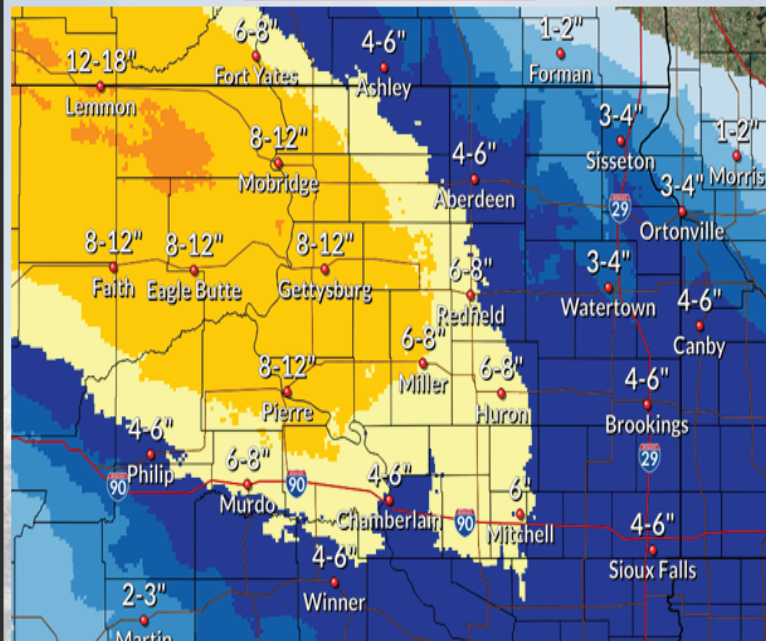 6-8"
Fort Yates
4-6"
Ashley
1-2"
Forman
12-18"
Lemmon
3-4"
Sisseton
1-2"
Morris
8-12"
Mobridge
4-6"
Aberdeen
29
3-4"
Ortonville
8-12"
Faith
8-12"
Eagle Butte
8-12"
Gettysburg
6-8"
Redfield
3-4"
Watertown
4-6"
Canby
6-8"
Miller
8-12"
Pierre
6-8"
Huron
4-6"
Brookings
4-6"
Philip
29
90
6-8"
Murdo
90
4-6"
Chamberlain
90
6"
Mitchell
4-6"
Sioux Falls
4-6"
Winner
2-3"
Martin